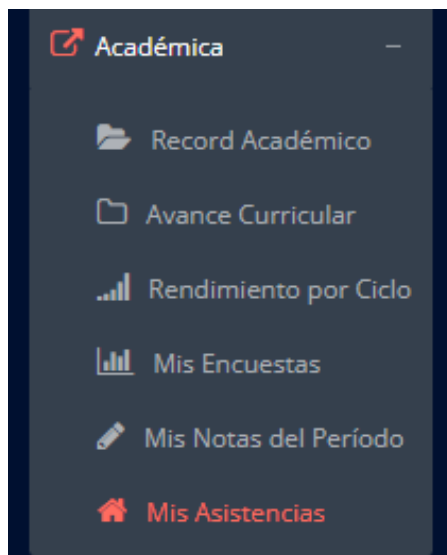 Académica
Record Académico
Avance Curricular
Rendimiento por Ciclo
Mis Encuestas
Mis Notas del Período
Mis Asistencias